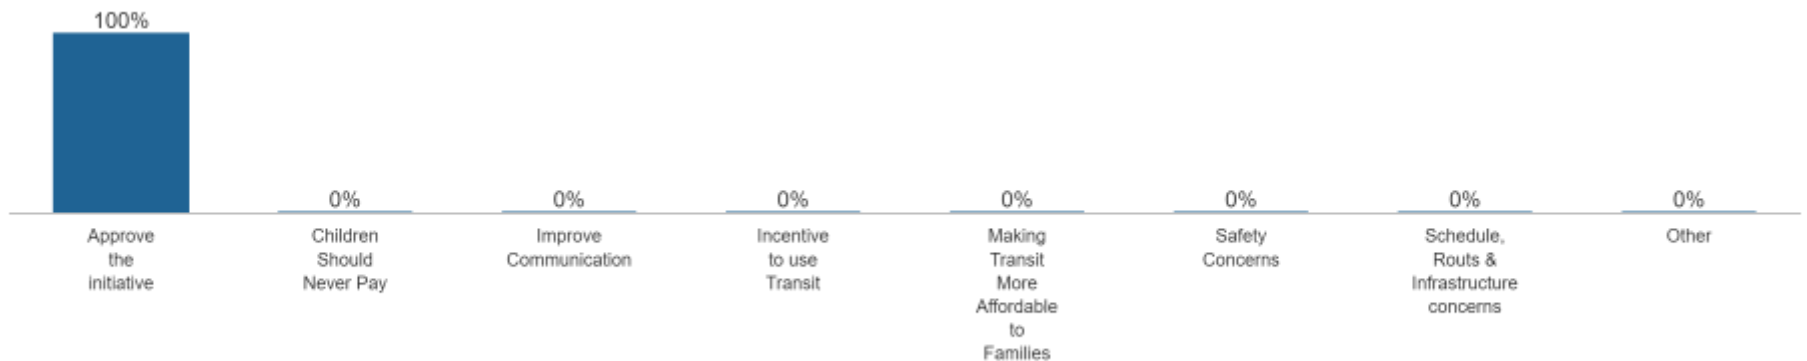 100%
0%
0%
0%
0%
0%
0%
0%
Approve
the
initiative
Children
Should
Never Pay
Improve
Communication
Incentive
to use
Transit
Making
Transit
More
Affordable
to
Families
Safety
Concerns
Schedule,
Routs &
Infrastructure
concerns
Other